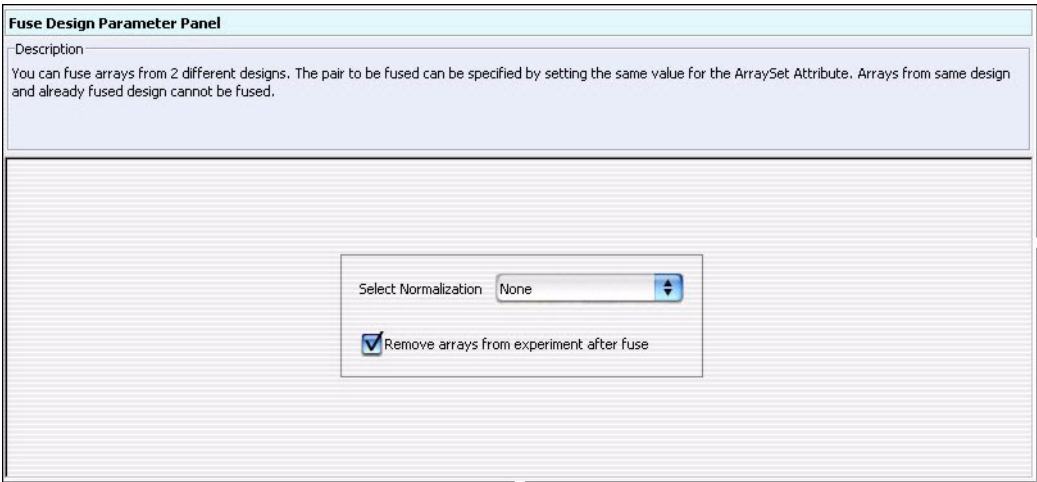 Fuse Design Parameter Panel
Description
You can fuse arrays from 2 different designs. The pair to be fused can be specified by setting the same value for the ArraySet Attribute. Arrays from same design
and already fused design cannot be fused.
Select Normalization None
Remove arrays from experiment after fuse